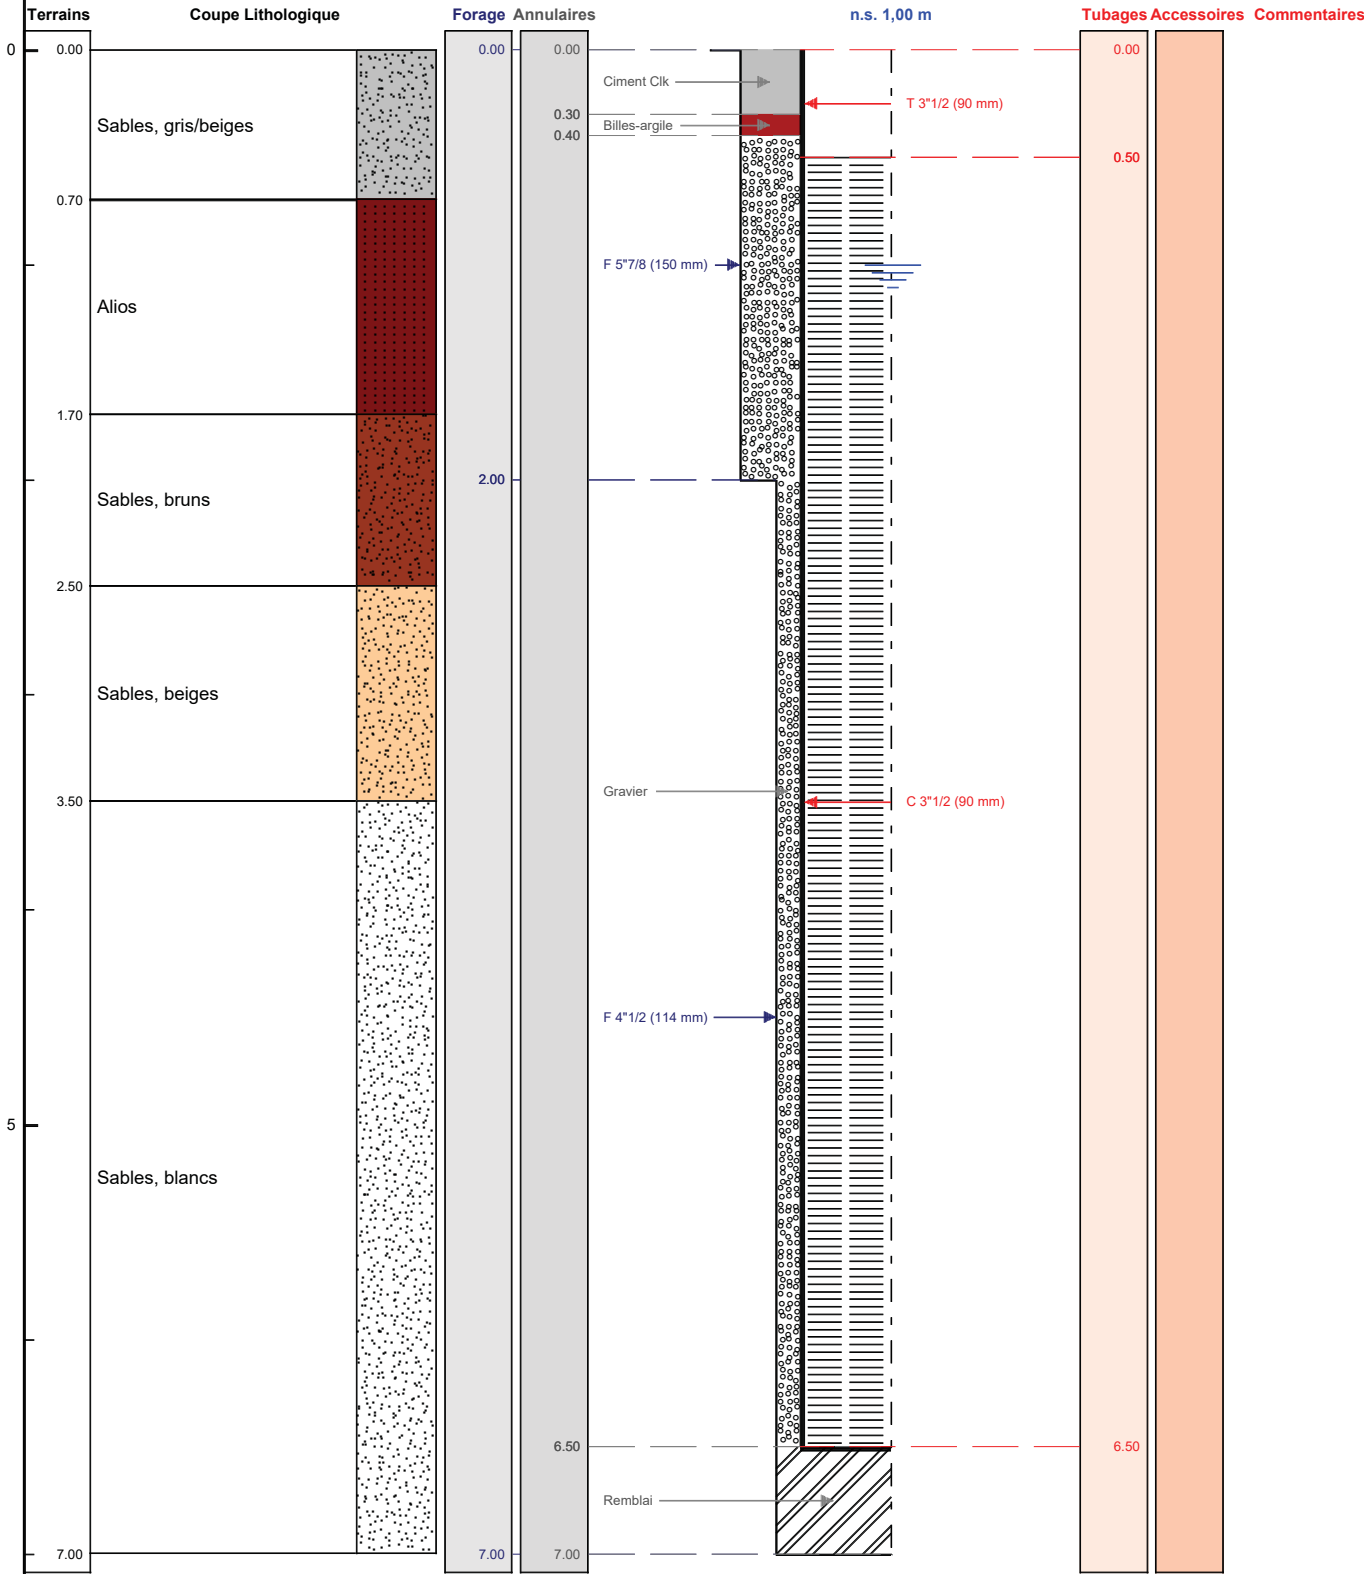 Terrains Coupe Lithologique Forage Annulaires n.s. 1,00 m Tubages Accessoires Commentaires
0 0.00 0.00 0.00 0.00
Ciment Clk
T 3"1/2 (90 mm)
0.30
Sables, gris/beiges Billes-argile
0.40
0.50
0.70
F 5"7/8 (150 mm)
Alios
1.70
2.00
Sables, bruns
2.50
Sables, beiges
Gravier
3.50 C 3"1/2 (90 mm)
F 4"1/2 (114 mm)
5
Sables, blancs
6.50 6.50
Remblai
7.00 7.00 7.00